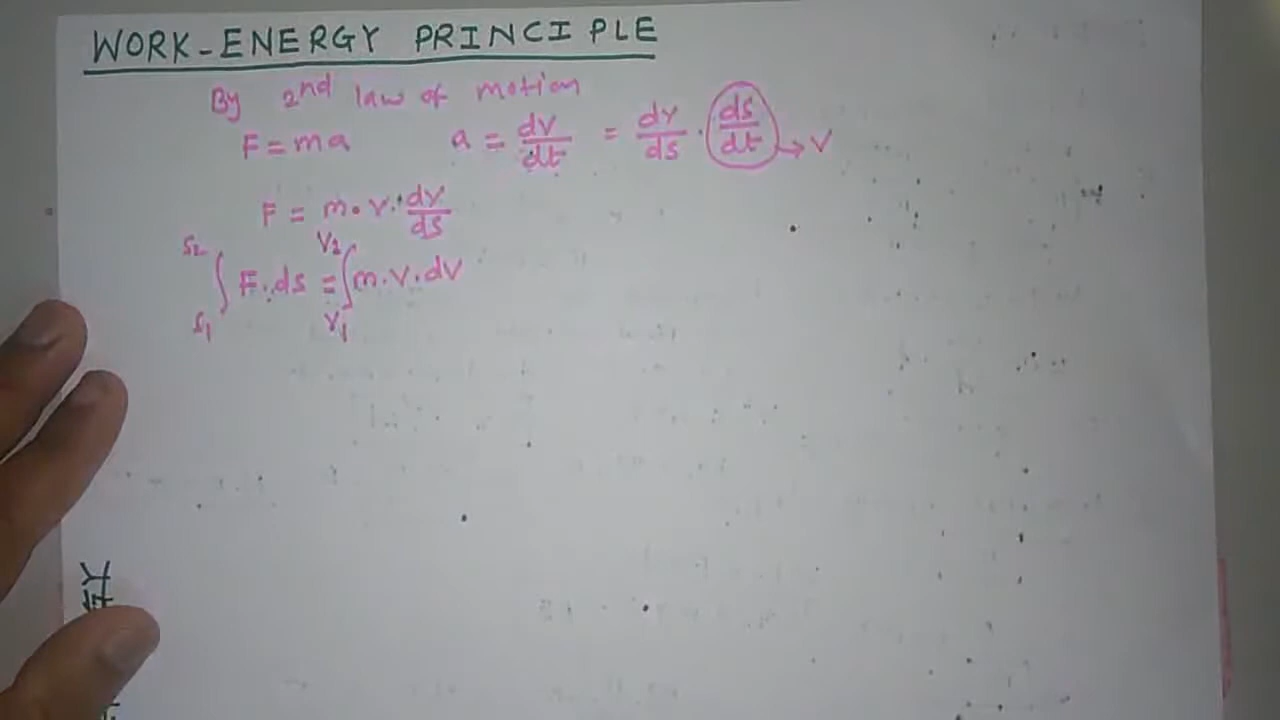 WORK-ENERGY PRINCIPLE
By 2nd law of motion
F = ma a = dv/dt = dv/ds · ds/dt → v
F = m · v · dv/ds
∫ F · ds = ∫ m · v · dv
s2 s1 v2 v1